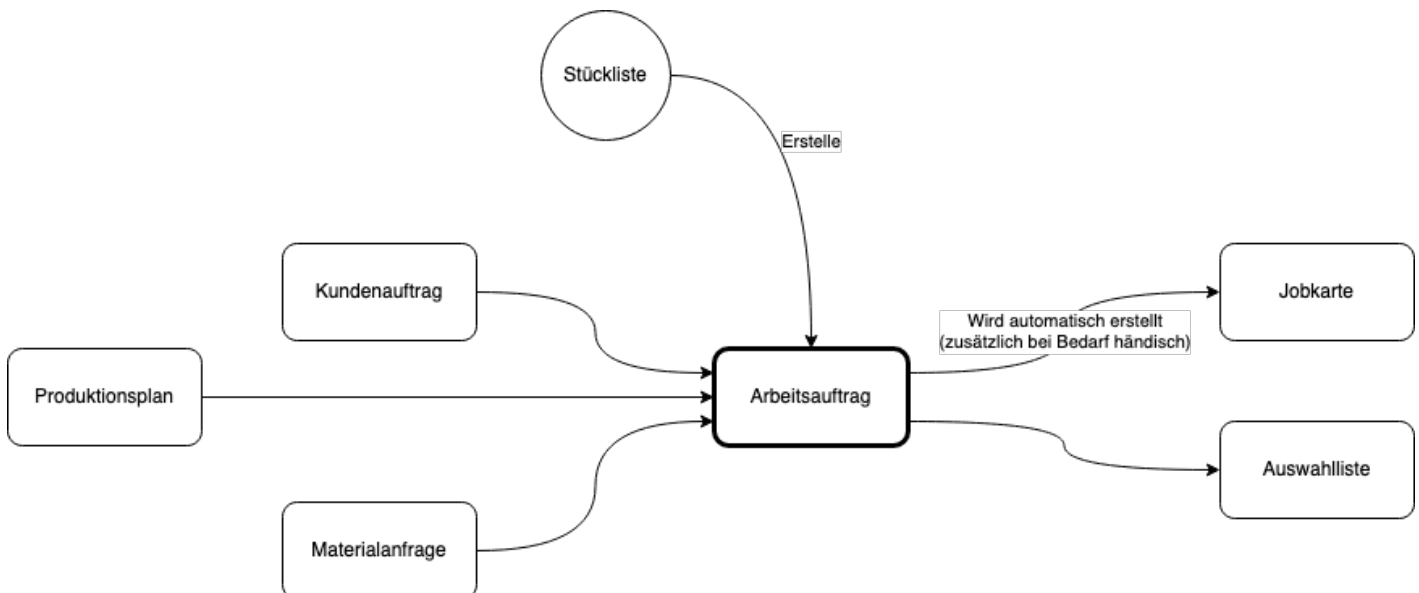 Stückliste
Erstelle
Kundenauftrag
Jobkarte
Wird automatisch erstellt
(zusätzlich bei Bedarf händisch)
Produktionsplan
Arbeitsauftrag
Auswahlliste
Materialanfrage